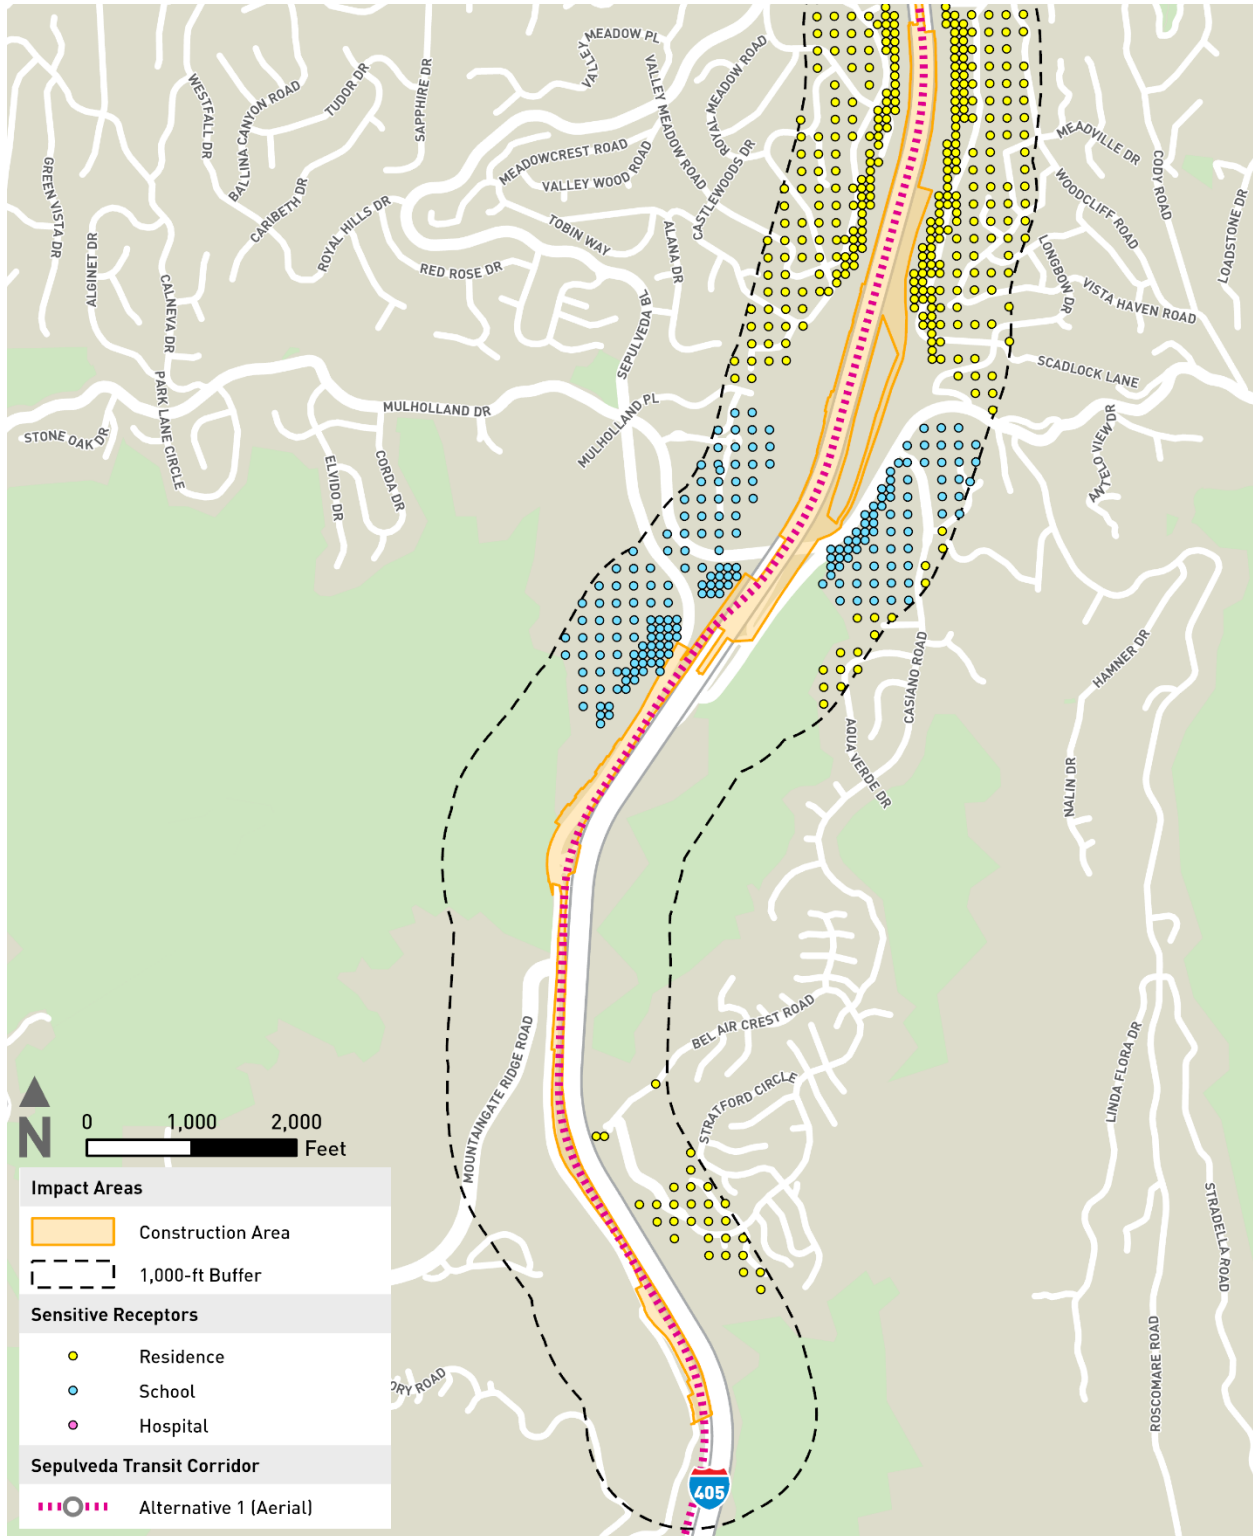 MEADOW PL
VALLEY
VALLEY MEADOW ROAD
ROYAL MEADOW ROAD
WESTFALL DR
BALLINA CANYON ROAD
TUDOR DR
SAPPHIRE DR
MEADOWCREST ROAD
VALLEY WOOD ROAD
CASTLEWOODS DR
MEADVILLE DR
CODY ROAD
WOODCLIFF ROAD
GREEN VISTA DR
CARIBETH DR
ROYAL HILLS DR
TOBIN WAY
ALANA DR
LOADSTONE DR
ALGINET DR
RED ROSE DR
LONGBOW DR
CALNEVA DR
SEPULVEDA BL
VISTA HAVEN ROAD
SCADLOCK LANE
PARK LANE CIRCLE
MULHOLLAND DR
MULHOLLAND PL
STONE OAK DR
ELVIDO DR
CORDA DR
ANTELO VIEW DR
CASIANO ROAD
HAMNER DR
AQUA VERDE DR
NALIN DR
BEL AIR CREST ROAD
MOUNTAINGATE RIDGE ROAD
STRATFORD CIRCLE
LINDA FLORA DR
STRADELLA ROAD
ROSCOMARE ROAD
ORY ROAD
405
N
0 1,000 2,000
Feet
Impact Areas
Construction Area
1,000-ft Buffer
Sensitive Receptors
Residence
School
Hospital
Sepulveda Transit Corridor
Alternative 1 (Aerial)